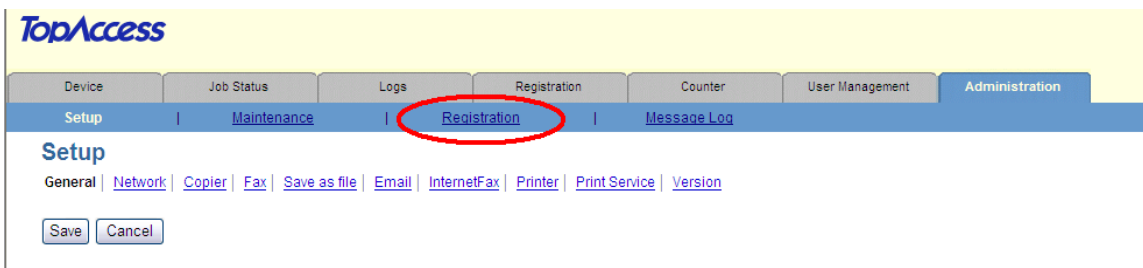 TopAccess
Device Job Status Logs Registration Counter User Management Administration
Setup | Maintenance | Registration | Message Log
Setup
General | Network | Copier | Fax | Save as file | Email | InternetFax | Printer | Print Service | Version
Save Cancel